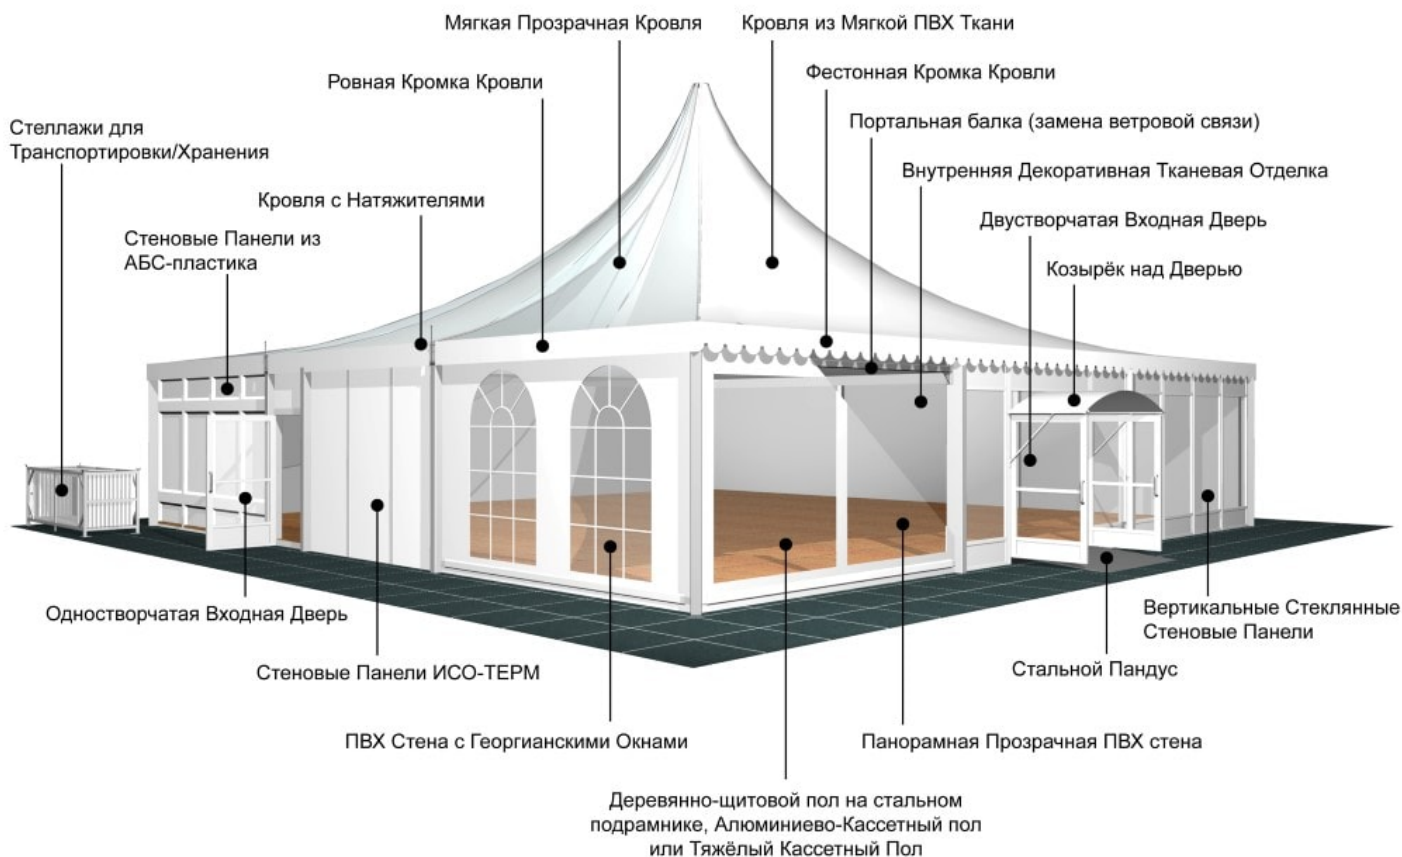 Мягкая Прозрачная Кровля
Кровля из Мягкой ПВХ Ткани
Ровная Кромка Кровли
Фестонная Кромка Кровли
Стеллажи для
Транспортировки/Хранения
Портальная балка (замена ветровой связи)
Внутренняя Декоративная Тканевая Отделка
Кровля с Натяжителями
Двустворчатая Входная Дверь
Стеновые Панели из
АБС-пластика
Козырёк над Дверью
Одностворчатая Входная Дверь
Вертикальные Стеклянные
Стеновые Панели
Стеновые Панели ИСО-ТЕРМ
Стальной Пандус
ПВХ Стена с Георгианскими Окнами
Панорамная Прозрачная ПВХ стена
Деревянно-щитовой пол на стальном
подрамнике, Алюминиево-Кассетный пол
или Тяжёлый Кассетный Пол